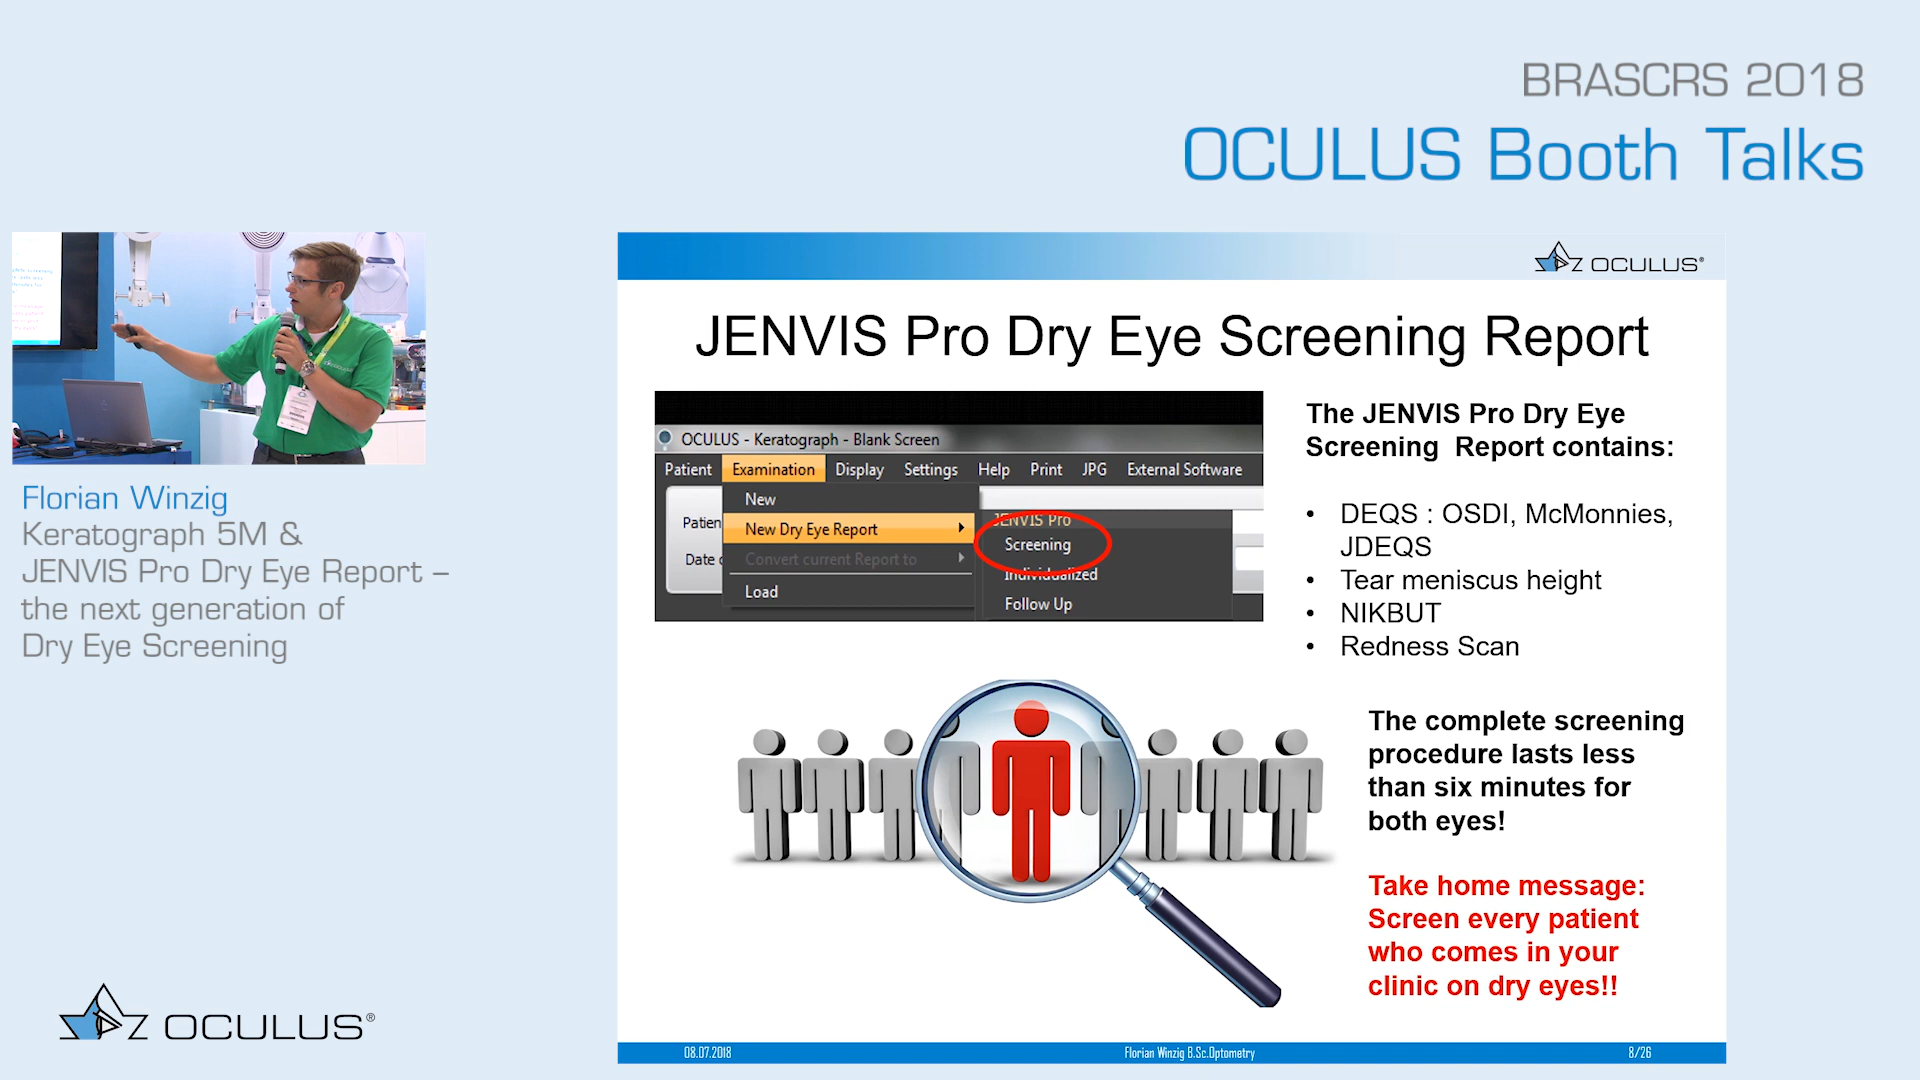 BRASCRS 2018
OCULUS Booth Talks
Florian Winzig
Keratograph 5M &
JENVIS Pro Dry Eye Report –
the next generation of
Dry Eye Screening
OCULUS®
OCULUS®
JENVIS Pro Dry Eye Screening Report
OCULUS - Keratograph - Blank Screen
Patient Examination Display Settings Help Print JPG External Software
New
New Dry Eye Report
Convert current Report to
Load
Patien
Date
JENVIS Pro
Screening
Individualized
Follow Up
The JENVIS Pro Dry Eye
Screening Report contains:
• DEQS : OSDI, McMonnies,
JDEQS
• Tear meniscus height
• NIKBUT
• Redness Scan
The complete screening
procedure lasts less
than six minutes for
both eyes!
Take home message:
Screen every patient
who comes in your
clinic on dry eyes!!
08.07.2018
Florian Winzig B.Sc.Optometry
8/26